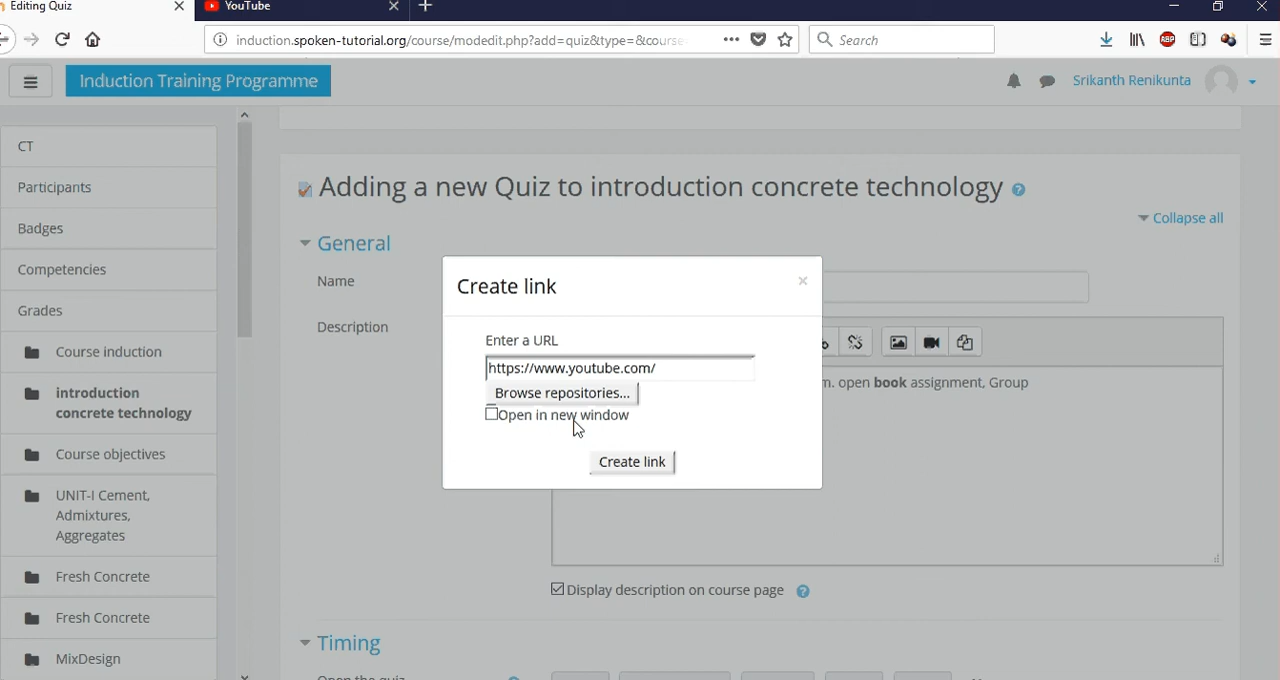 Editing Quiz
YouTube
induction.spoken-tutorial.org/course/modedit.php?add=quiz&type=&course
Search
Induction Training Programme
Srikanth Renikunta
CT
Participants
Badges
Competencies
Grades
Course induction
introduction
concrete technology
Course objectives
UNIT-I Cement,
Admixtures,
Aggregates
Fresh Concrete
Fresh Concrete
MixDesign
Adding a new Quiz to introduction concrete technology
Collapse all
General
Name
Description
m. open book assignment, Group
Create link
Enter a URL
https://www.youtube.com/
Browse repositories...
Open in new window
Create link
Display description on course page
Timing
Open the quiz